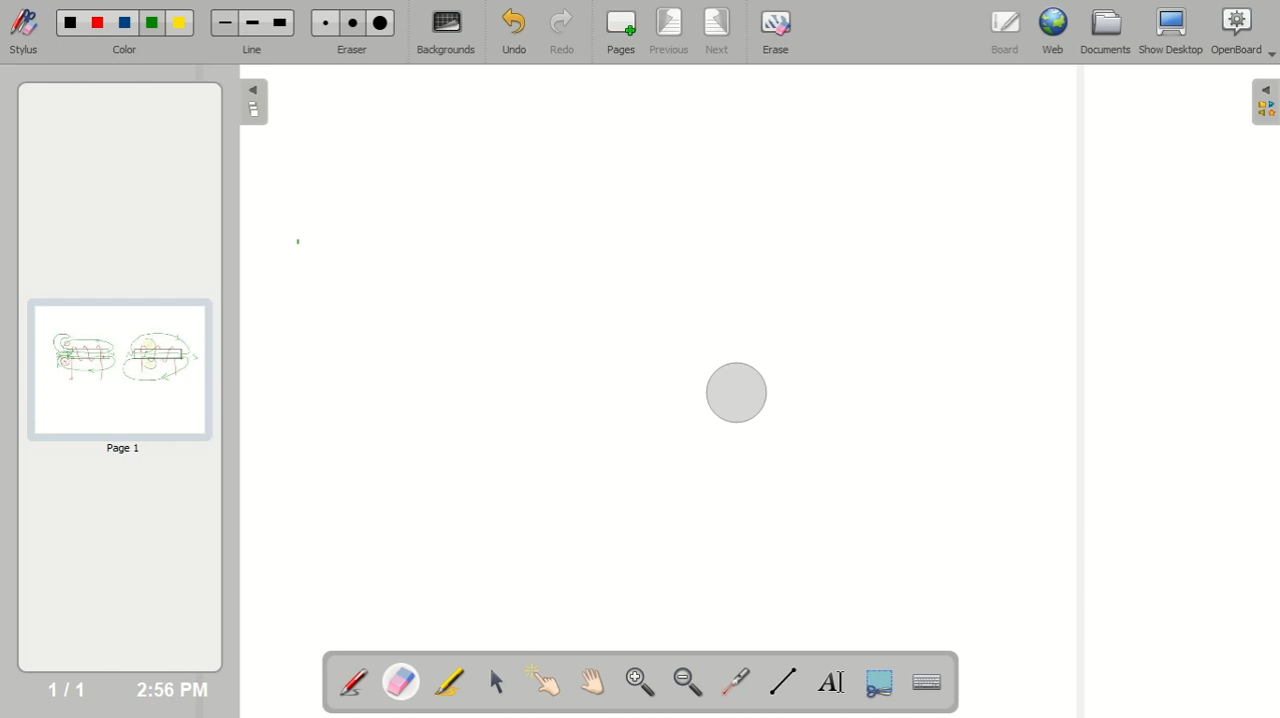 Stylus
Color
Line
Eraser
Backgrounds
Undo
Redo
Pages
Previous
Next
Erase
Board
Web
Documents
Show Desktop
OpenBoard
Page 1
1 / 1
2:56 PM
AI